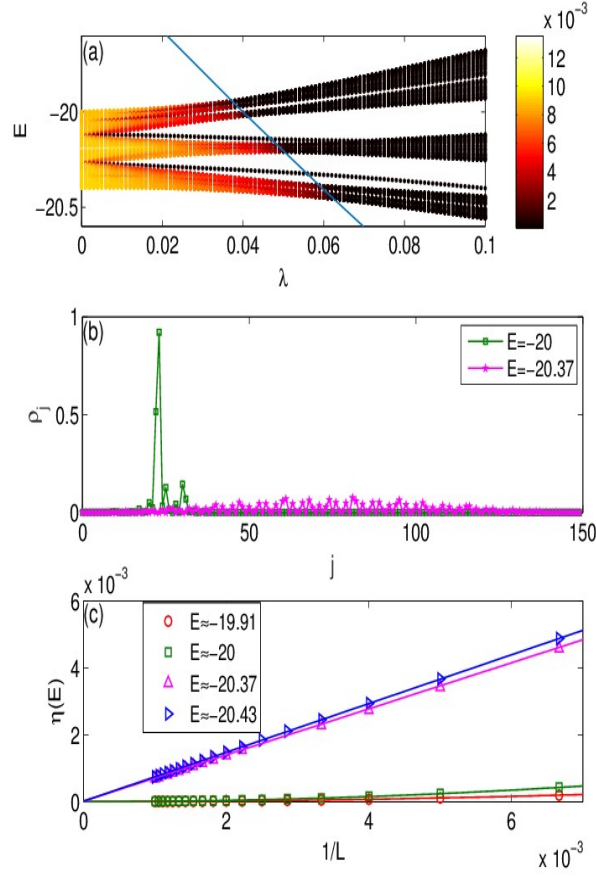 (a)
x 10⁻³
E
−20
−20.5
0
0.02
0.04
0.06
0.08
0.1
λ
12
10
8
6
4
2
(b)
1
0.5
0
ρj
E=−20
E=−20.37
0
50
100
150
j
x 10⁻³
(c)
6
4
2
0
η(E)
E≈−19.91
E≈−20
E≈−20.37
E≈−20.43
0
2
4
6
1/L
x 10⁻³